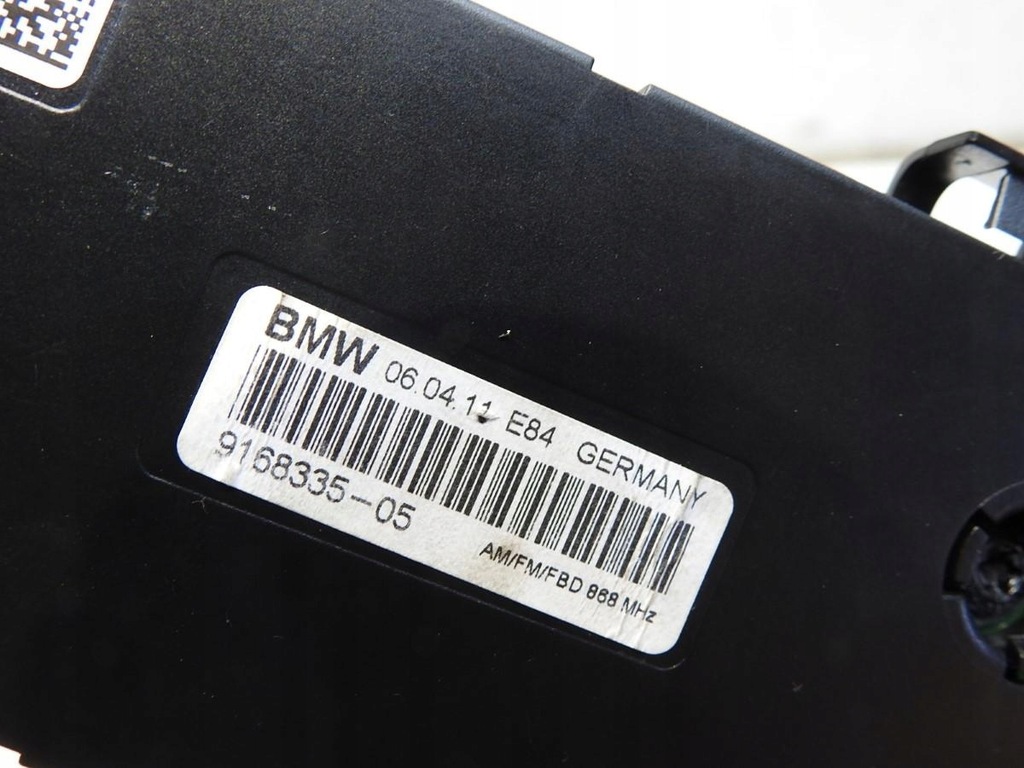 BMW 06.04.11 E84 GERMANY
9168335-05
AM/FM/FBD 868 MHz